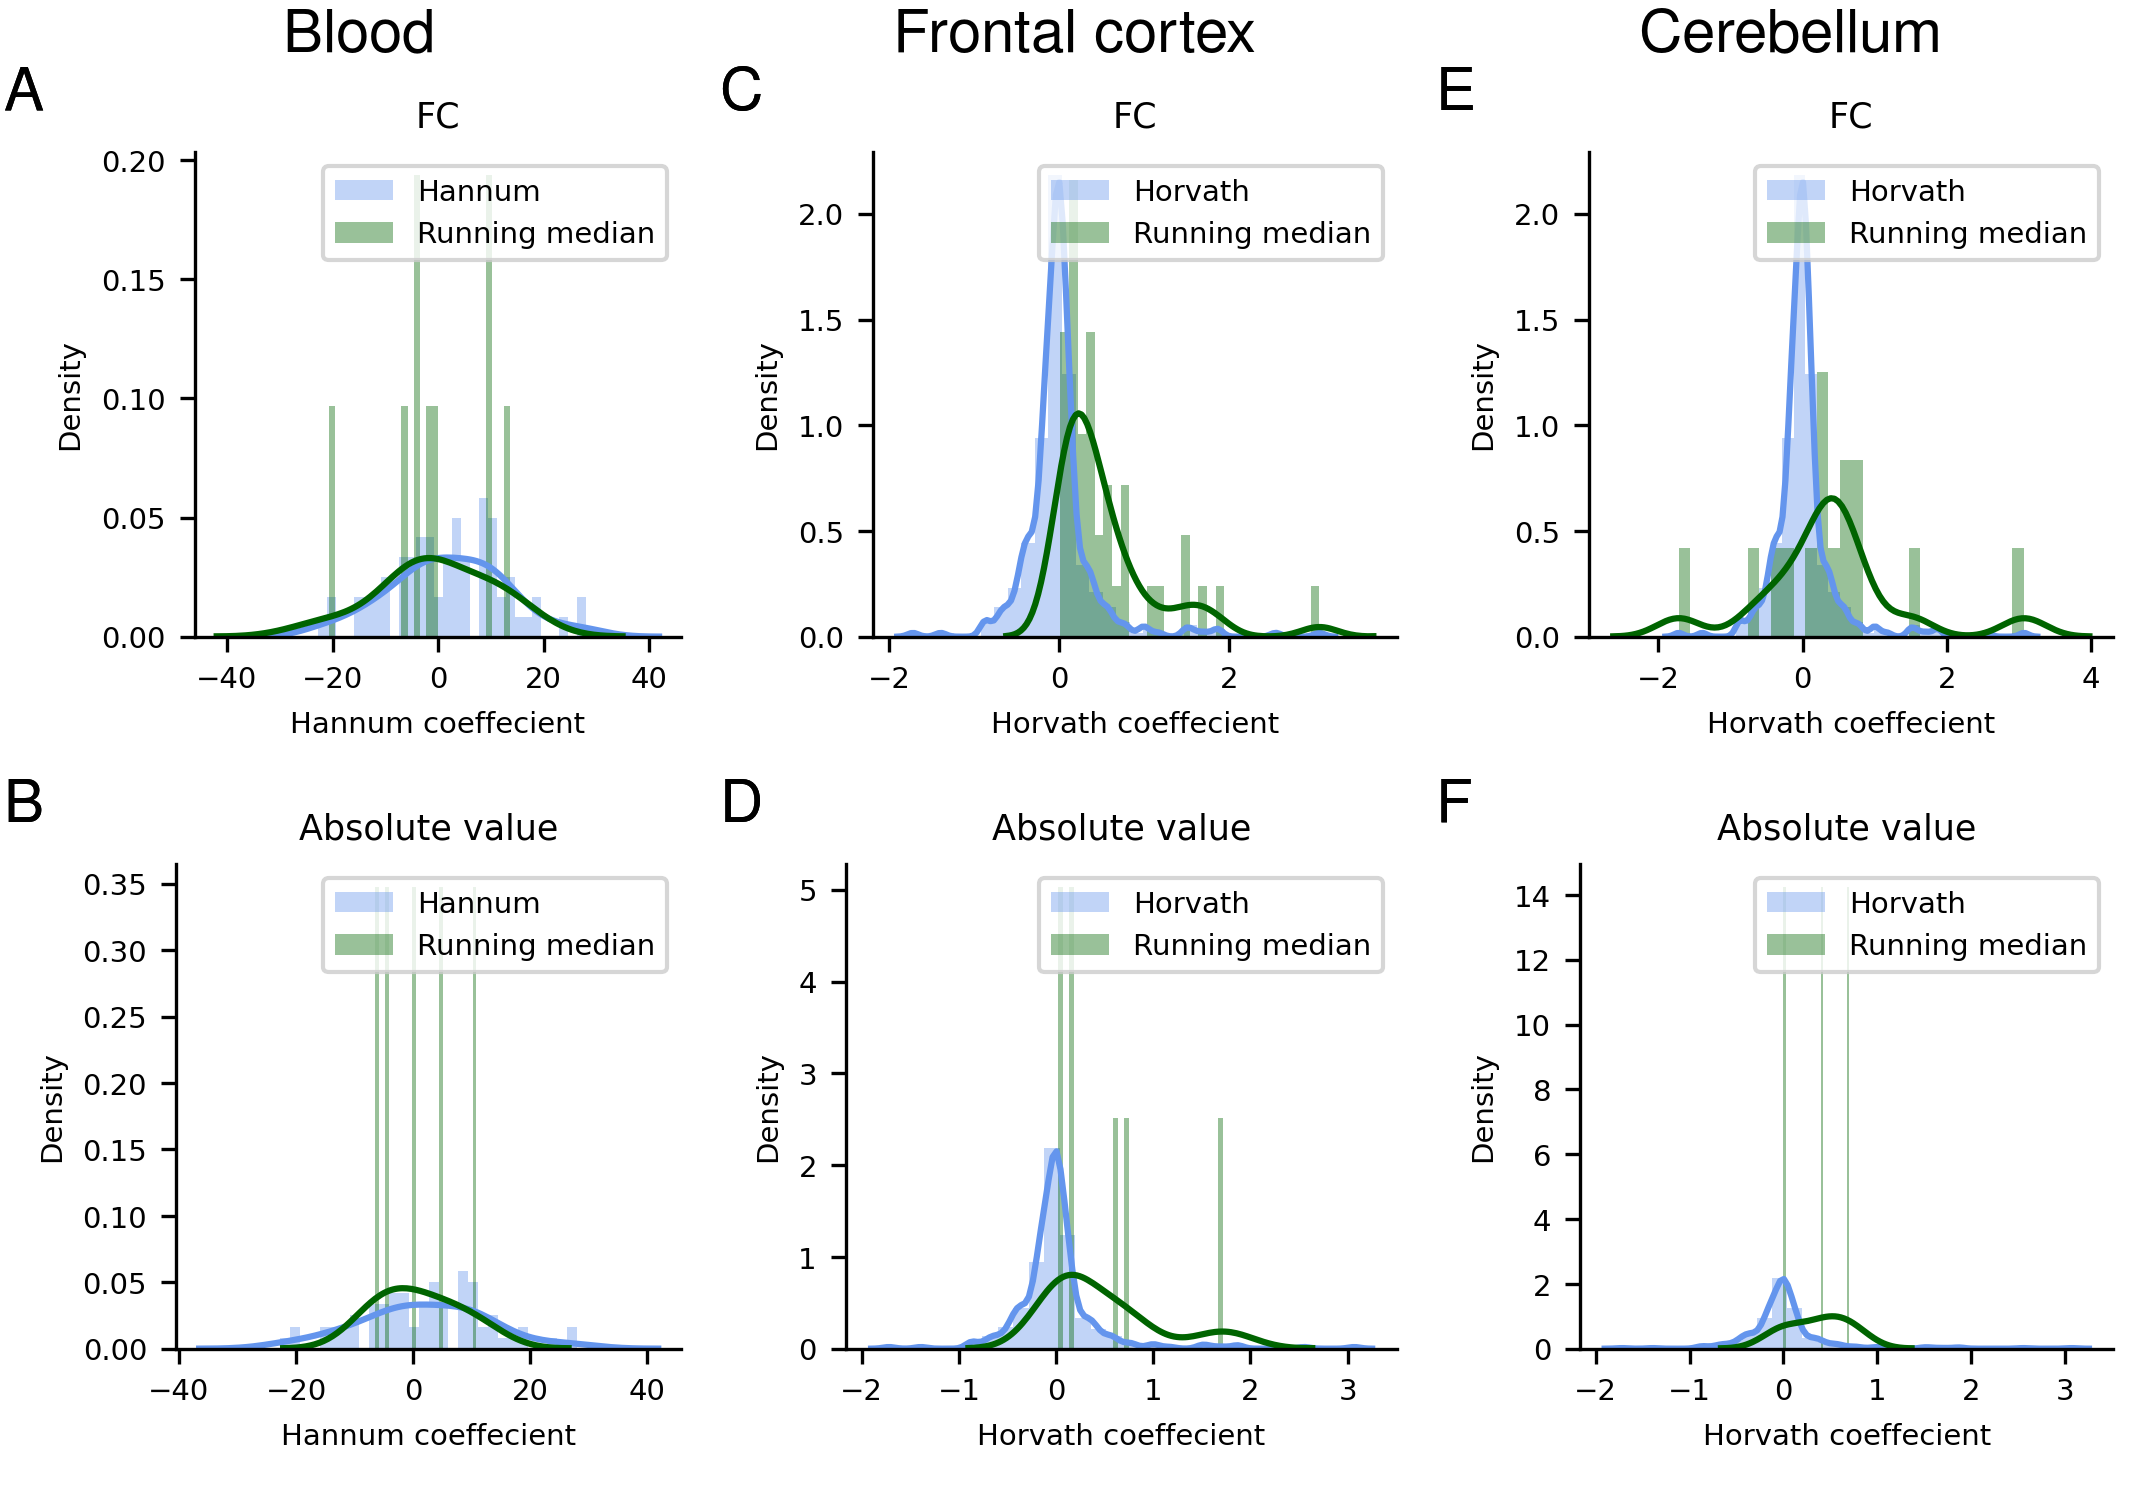 Blood
Frontal cortex
Cerebellum
A
FC
0.20
0.15
0.10
0.05
0.00
Density
Hannum
Running median
−40 −20 0 20 40
Hannum coeffecient
C
FC
2.0
1.5
1.0
0.5
0.0
Density
Horvath
Running median
−2 0 2
Horvath coeffecient
E
FC
2.0
1.5
1.0
0.5
0.0
Density
Horvath
Running median
−2 0 2 4
Horvath coeffecient
B
Absolute value
0.35
0.30
0.25
0.20
0.15
0.10
0.05
0.00
Density
Hannum
Running median
−40 −20 0 20 40
Hannum coeffecient
D
Absolute value
5
4
3
2
1
0
Density
Horvath
Running median
−2 −1 0 1 2 3
Horvath coeffecient
F
Absolute value
14
12
10
8
6
4
2
0
Density
Horvath
Running median
−2 −1 0 1 2 3
Horvath coeffecient